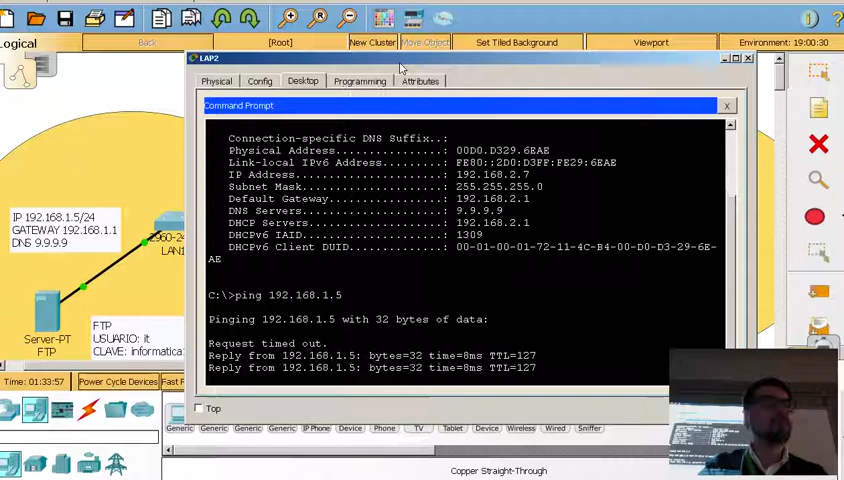 Logical
Back
[Root]
New Cluster
Move Object
Set Tiled Background
Viewport
Environment: 19:00:30
LAP2
Physical
Config
Desktop
Programming
Attributes
Command Prompt
X
Connection-specific DNS Suffix..:
Physical Address................: 00D0.D329.6EAE
Link-local IPv6 Address.........: FE80::2D0:D3FF:FE29:6EAE
IP Address......................: 192.168.2.7
Subnet Mask.....................: 255.255.255.0
Default Gateway.................: 192.168.2.1
DNS Servers.....................: 9.9.9.9
DHCP Servers....................: 192.168.2.1
DHCPv6 IAID.....................: 1309
DHCPv6 Client DUID..............: 00-01-00-01-72-11-4C-B4-00-D0-D3-29-6E-
AE
C:\>ping 192.168.1.5
Pinging 192.168.1.5 with 32 bytes of data:
Request timed out.
Reply from 192.168.1.5: bytes=32 time=8ms TTL=127
Reply from 192.168.1.5: bytes=32 time=8ms TTL=127
Top
IP 192.168.1.5/24
GATEWAY 192.168.1.1
DNS 9.9.9.9
2960-24
LAN1
Server-PT
FTP
FTP
USUARIO: it
CLAVE: informatica
Time: 01:33:57
Power Cycle Devices
Fast F
Generic
Generic
Generic
IP Phone
Device
Phone
TV
Tablet
Device
Wireless
Wired
Sniffer
Copper Straight-Through